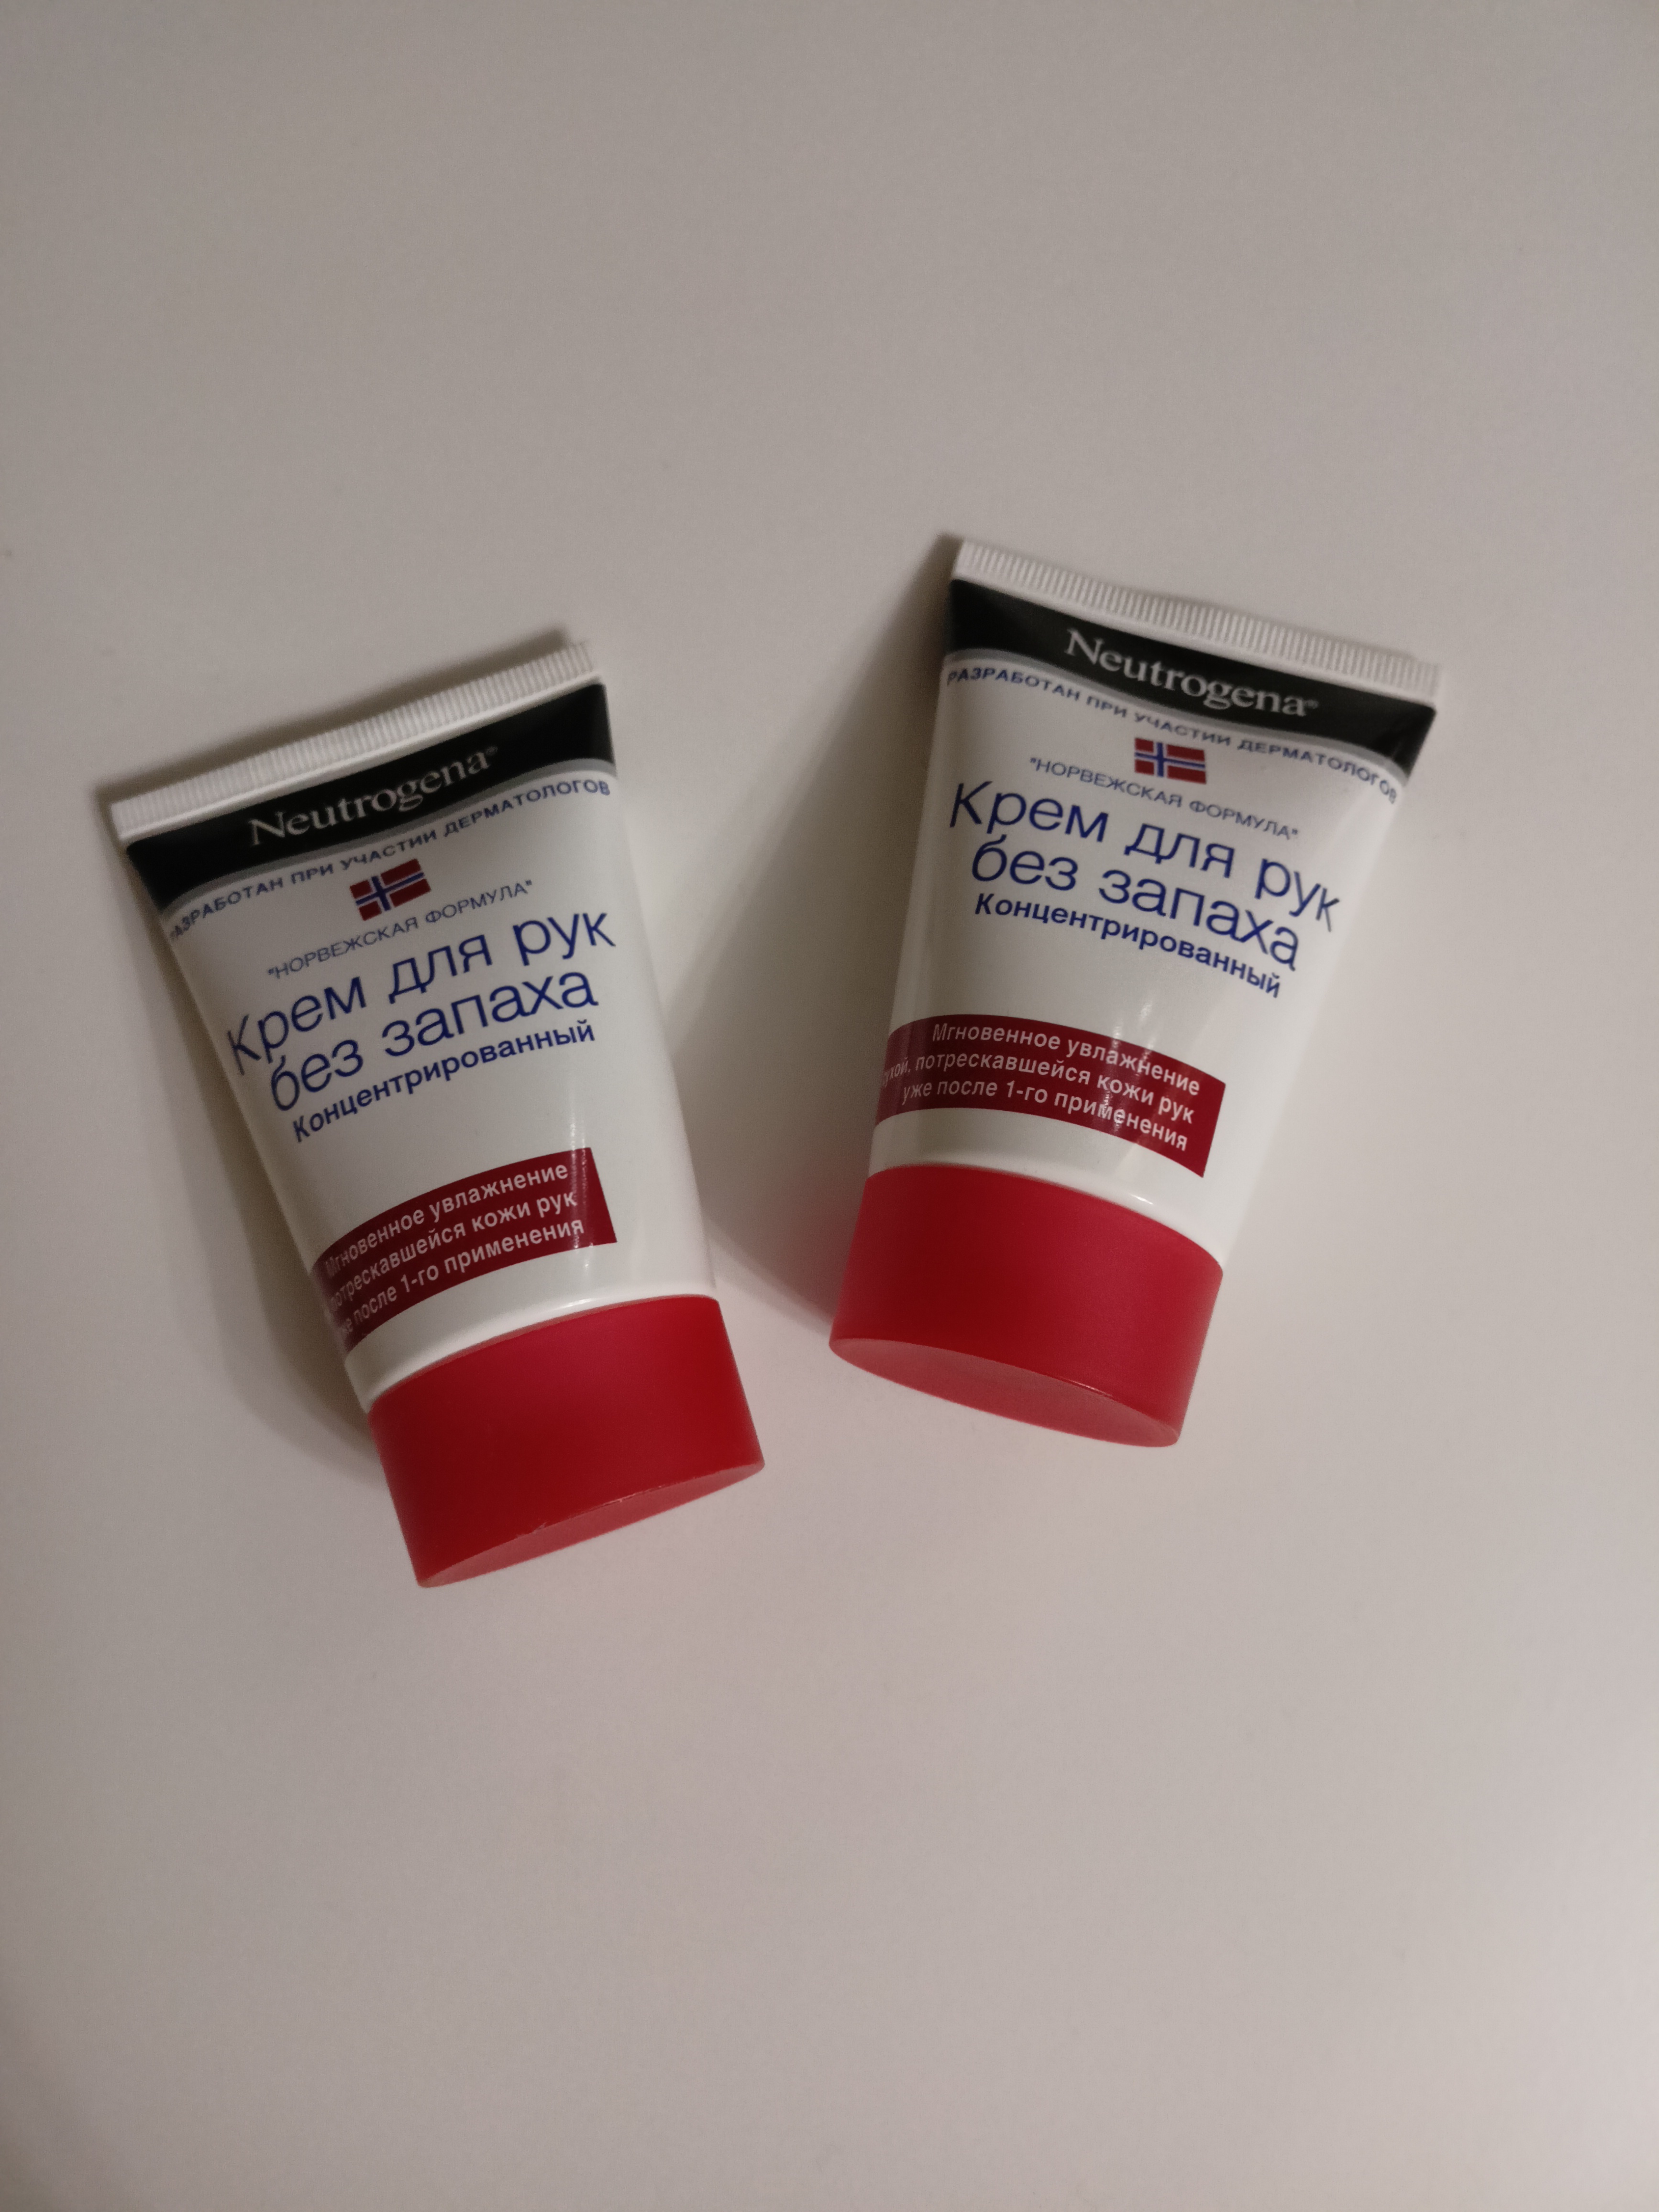 Neutrogena®
РАЗРАБОТАН ПРИ УЧАСТИИ ДЕРМАТОЛОГОВ
"НОРВЕЖСКАЯ ФОРМУЛА"
Крем для рук
без запаха
Концентрированный
Мгновенное увлажнение
потрескавшейся кожи рук
после 1-го применения
Neutrogena®
РАЗРАБОТАН ПРИ УЧАСТИИ ДЕРМАТОЛОГОВ
"НОРВЕЖСКАЯ ФОРМУЛА"
Крем для рук
без запаха
Концентрированный
Мгновенное увлажнение
сухой, потрескавшейся кожи рук
уже после 1-го применения